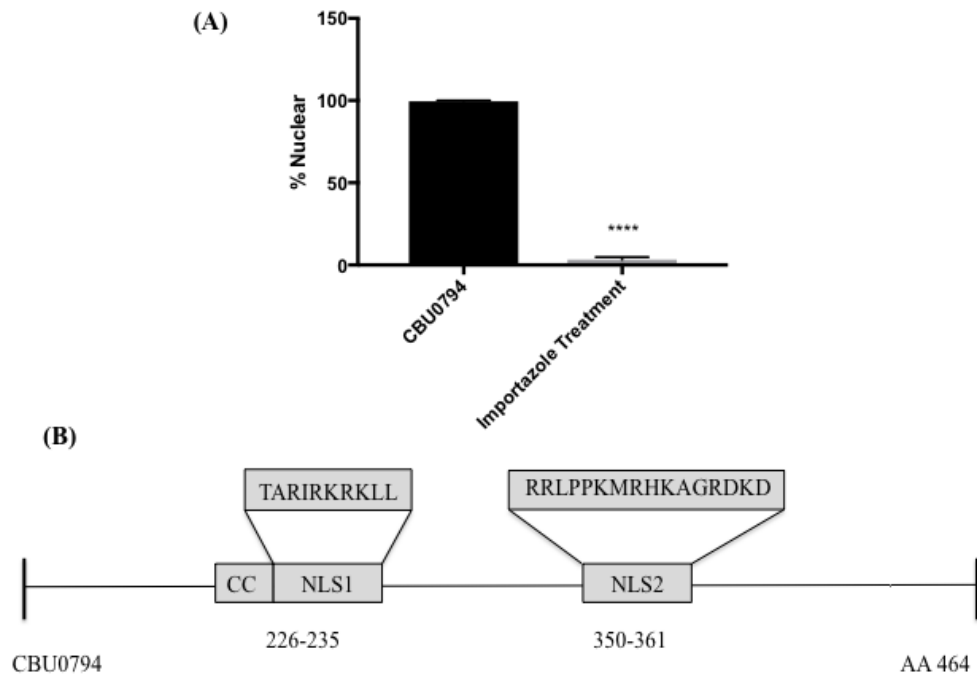 (A)
150
100
50
0
% Nuclear
****
CBU0794
Importazole Treatment
(B)
TARIRKRKLL
RRLPPKMRHKAGRDKD
CC
NLS1
NLS2
226-235
350-361
CBU0794
AA 464